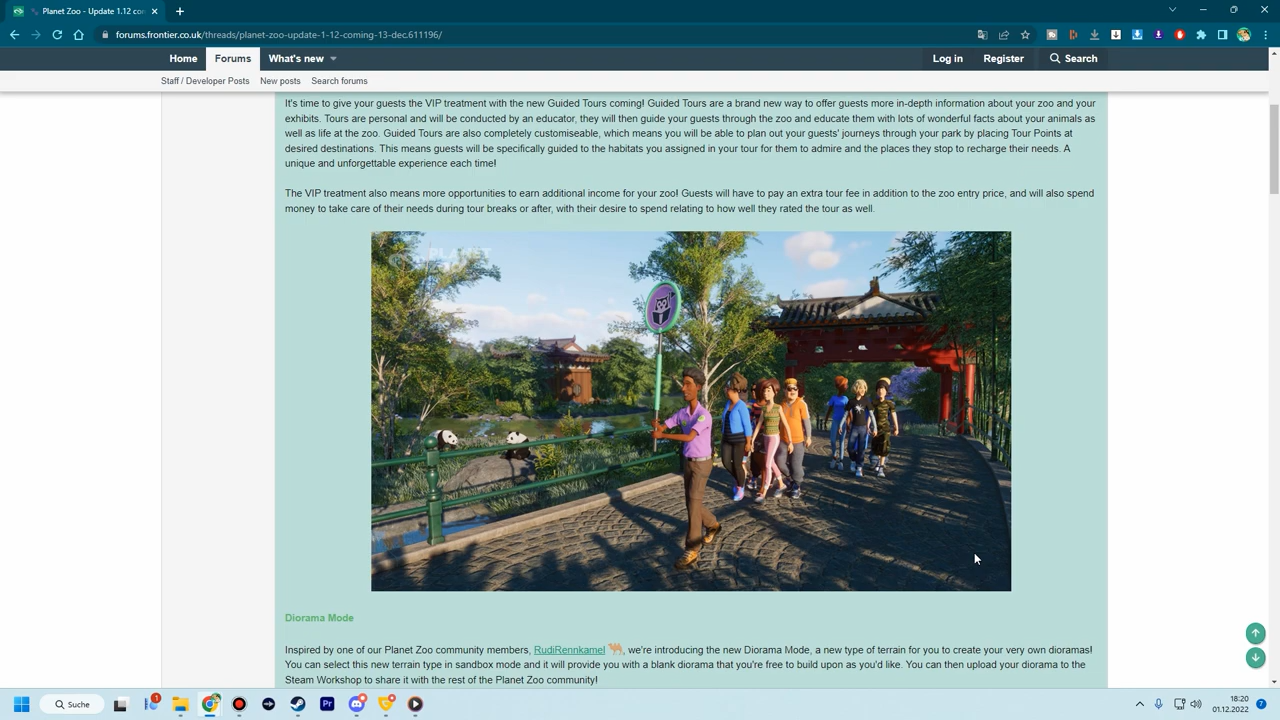 Planet Zoo - Update 1.12 con
forums.frontier.co.uk/threads/planet-zoo-update-1-12-coming-13-dec.611196/
Home
Forums
What's new
Log in
Register
Search
Staff / Developer Posts
New posts
Search forums
It's time to give your guests the VIP treatment with the new Guided Tours coming! Guided Tours are a brand new way to offer guests more in-depth information about your zoo and your
exhibits. Tours are personal and will be conducted by an educator, they will then guide your guests through the zoo and educate them with lots of wonderful facts about your animals as
well as life at the zoo. Guided Tours are also completely customiseable, which means you will be able to plan out your guests' journeys through your park by placing Tour Points at
desired destinations. This means guests will be specifically guided to the habitats you assigned in your tour for them to admire and the places they stop to recharge their needs. A
unique and unforgettable experience each time!
The VIP treatment also means more opportunities to earn additional income for your zoo! Guests will have to pay an extra tour fee in addition to the zoo entry price, and will also spend
money to take care of their needs during tour breaks or after, with their desire to spend relating to how well they rated the tour as well.
PLANET
Diorama Mode
Inspired by one of our Planet Zoo community members, RudiRennkamel 🐫, we're introducing the new Diorama Mode, a new type of terrain for you to create your very own dioramas!
You can select this new terrain type in sandbox mode and it will provide you with a blank diorama that you're free to build upon as you'd like. You can then upload your diorama to the
Steam Workshop to share it with the rest of the Planet Zoo community!
Suche
1
Pr
18:20
01.12.2022
7